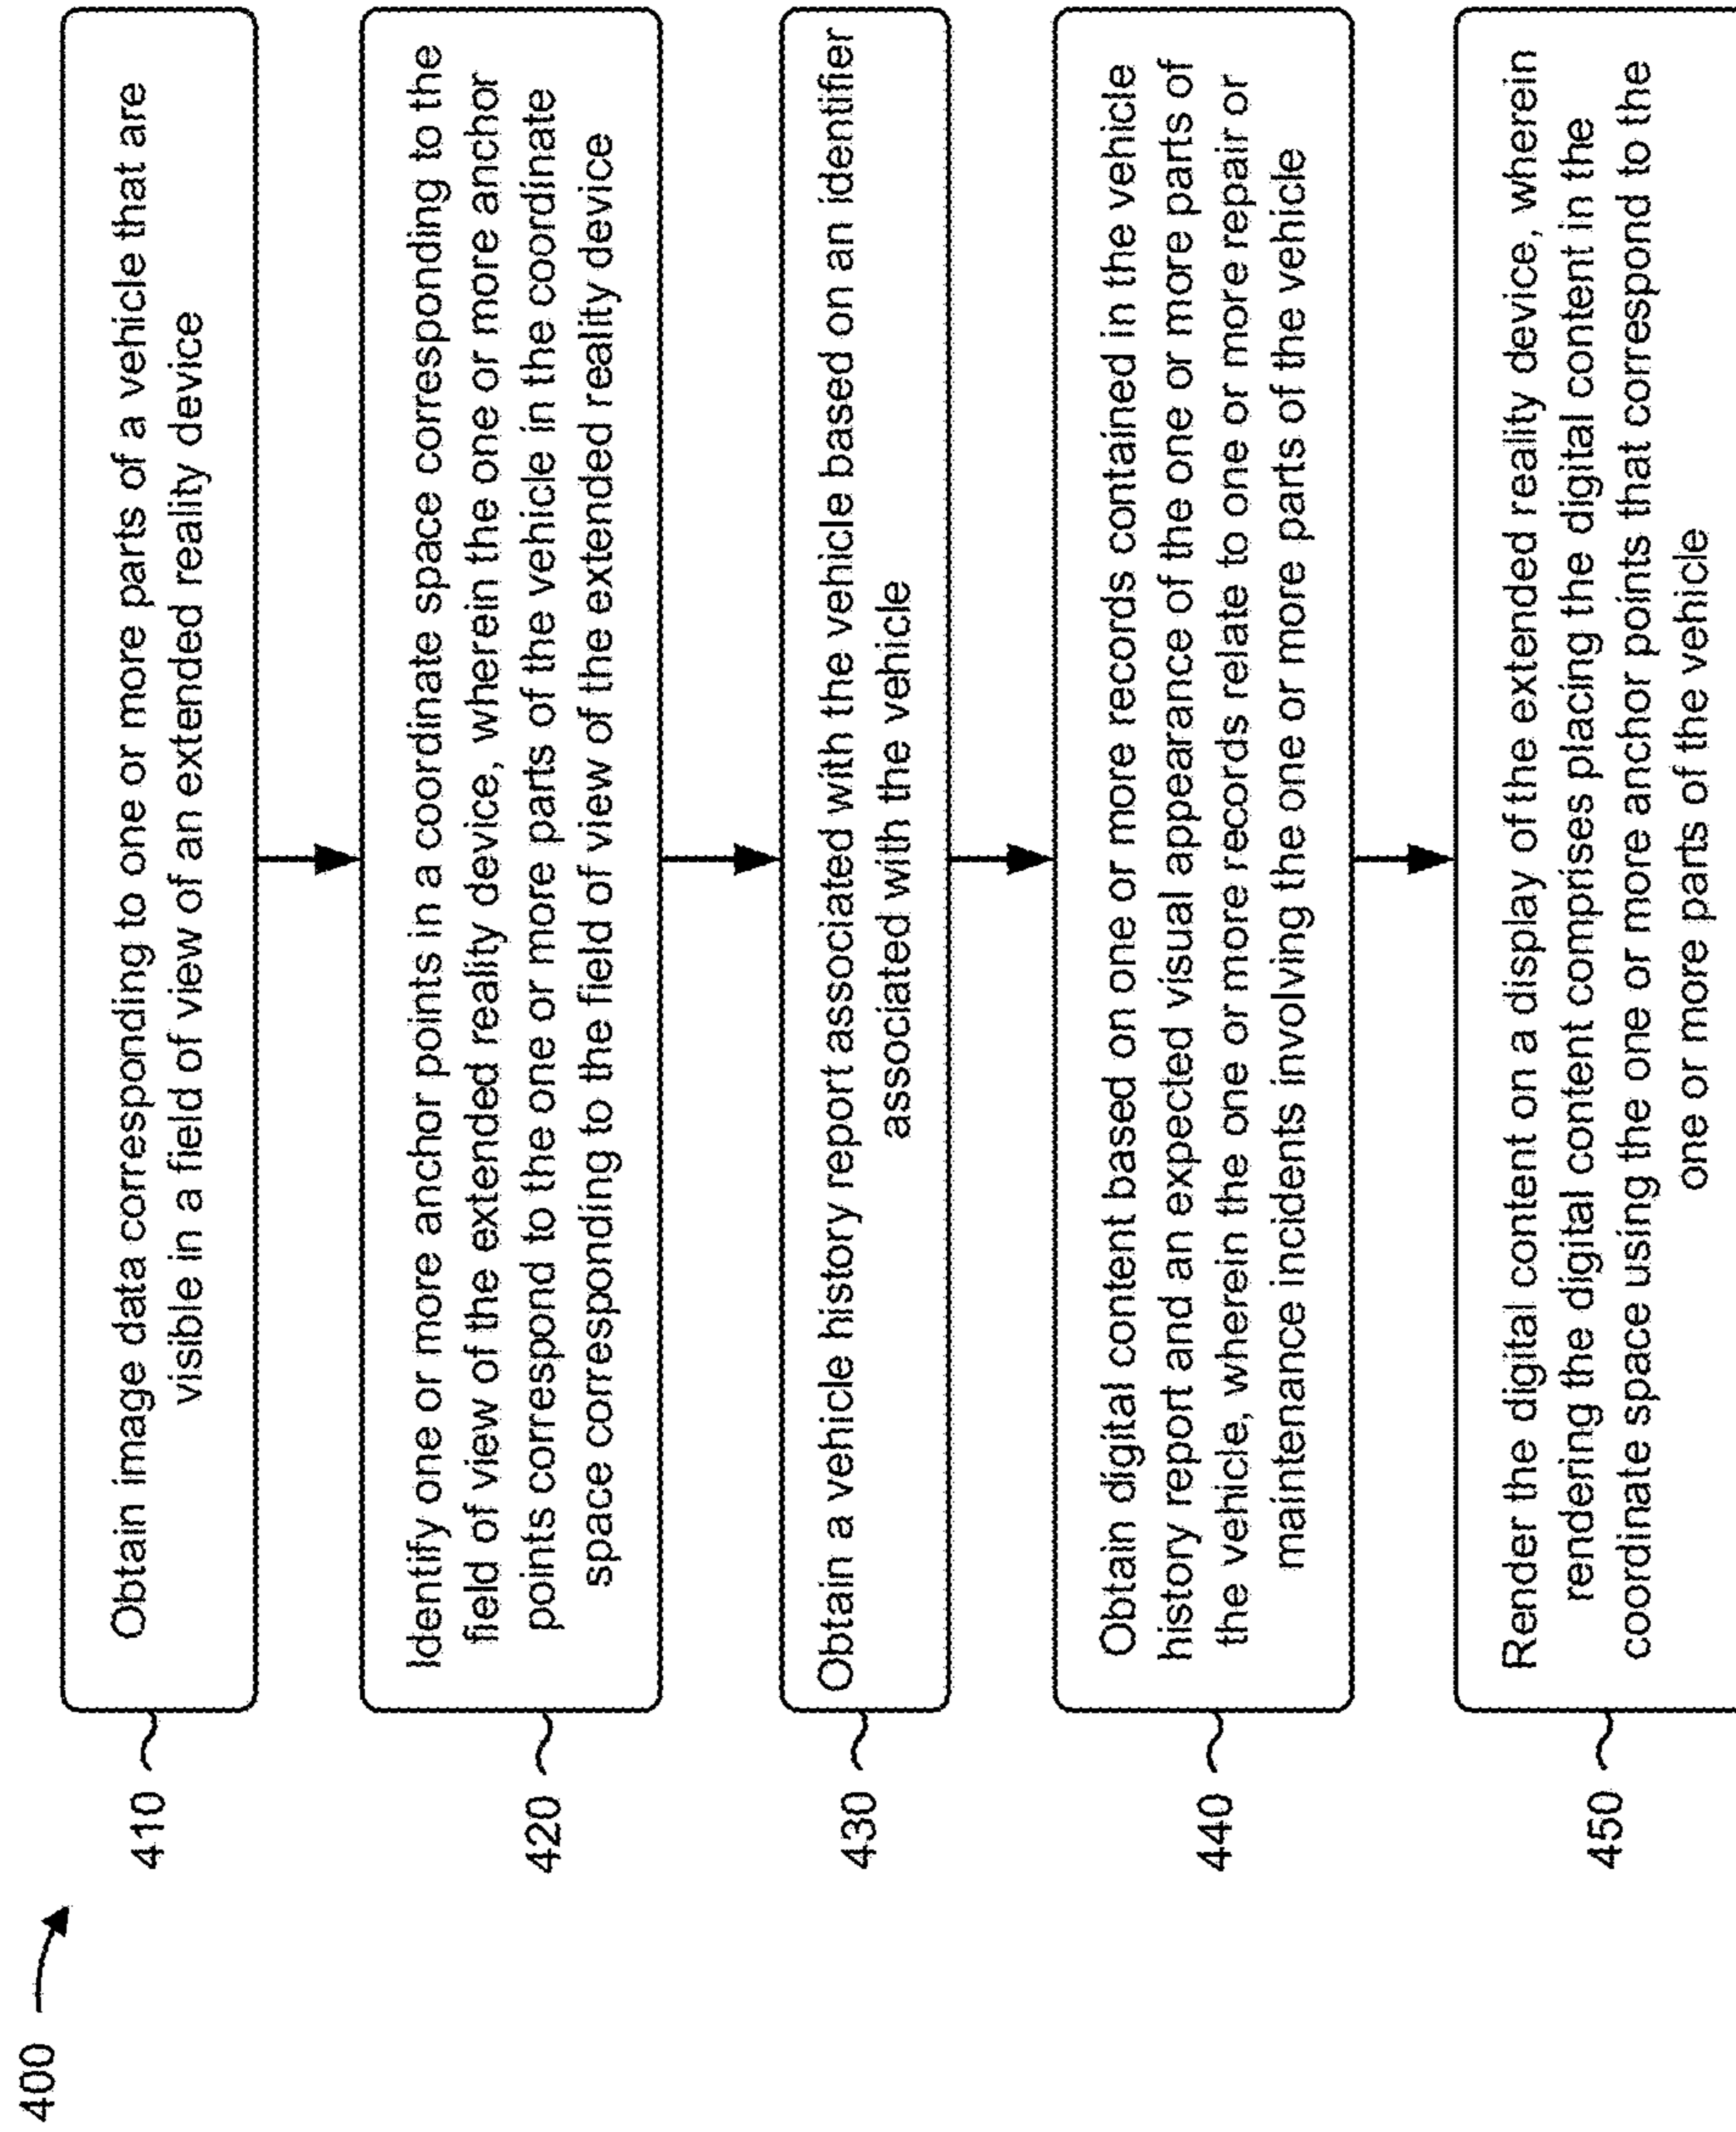 400
410
Obtain image data corresponding to one or more parts of a vehicle that are
visible in a field of view of an extended reality device
420
Identify one or more anchor points in a coordinate space corresponding to the
field of view of the extended reality device, wherein the one or more anchor
points correspond to the one or more parts of the vehicle in the coordinate
space corresponding to the field of view of the extended reality device
430
Obtain a vehicle history report associated with the vehicle based on an identifier
associated with the vehicle
440
Obtain digital content based on one or more records contained in the vehicle
history report and an expected visual appearance of the one or more parts of
the vehicle, wherein the one or more records relate to one or more repair or
maintenance incidents involving the one or more parts of the vehicle
450
Render the digital content on a display of the extended reality device, wherein
rendering the digital content comprises placing the digital content in the
coordinate space using the one or more anchor points that correspond to the
one or more parts of the vehicle